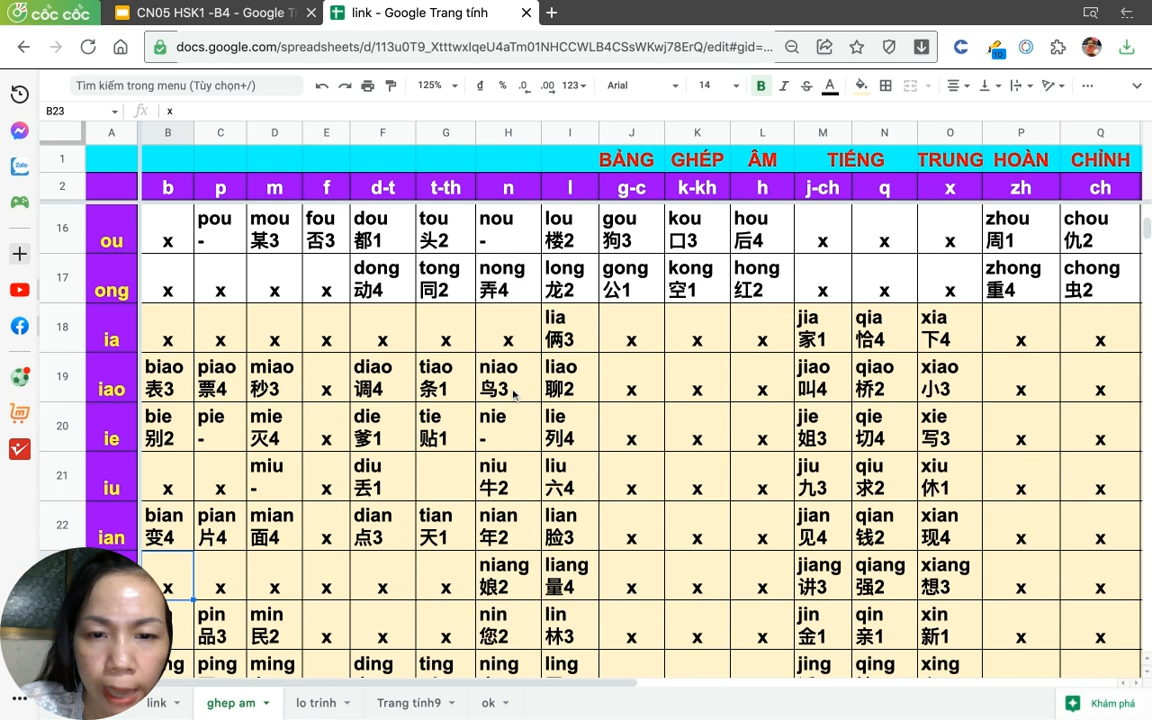 cốc cốc CN05 HSK1 -B4 - Google T link - Google Trang tính
docs.google.com/spreadsheets/d/113u0T9_XtttwxIqeU4aTm01NHCCWLB4CSsWKwj78ErQ/edit#gid=...
10
Tìm kiếm trong menu (Tùy chọn+/) 125% ₫ % .0 .00 123 Arial 14 B I S A
B23 fx x
A B C D E F G H I J K L M N O P Q
1 BẢNG GHÉP ÂM TIẾNG TRUNG HOÀN CHỈNH
2 b p m f d-t t-th n l g-c k-kh h j-ch q x zh ch
pou mou fou dou tou nou lou gou kou hou zhou chou
16 ou x - 某3 否3 都1 头2 - 楼2 狗3 口3 后4 x x x 周1 仇2
dong tong nong long gong kong hong zhong chong
17 ong x x x x 动4 同2 弄4 龙2 公1 空1 红2 x x x 重4 虫2
lia jia qia xia
18 ia x x x x x x x 俩3 x x x 家1 恰4 下4 x x
biao piao miao diao tiao niao liao jiao qiao xiao
19 iao 表3 票4 秒3 x 调4 条1 鸟3 聊2 x x x 叫4 桥2 小3 x x
bie pie mie die tie nie lie jie qie xie
20 ie 别2 - 灭4 x 爹1 贴1 - 列4 x x x 姐3 切4 写3 x x
miu diu niu liu jiu qiu xiu
21 iu x x - x 丢1 牛2 六4 x x x 九3 求2 休1 x x
bian pian mian dian tian nian lian jian qian xian
22 ian 变4 片4 面4 x 点3 天1 年2 脸3 x x x 见4 钱2 现4 x x
niang liang jiang qiang xiang
x x x x x x 娘2 量4 x x x 讲3 强2 想3 x x
pin min nin lin jin qin xin
品3 民2 x x x 您2 林3 x x x 金1 亲1 新1 x x
ping ming ding ting ning ling jing qing xing
link ghep am lo trinh Trang tính9 ok Khám phá